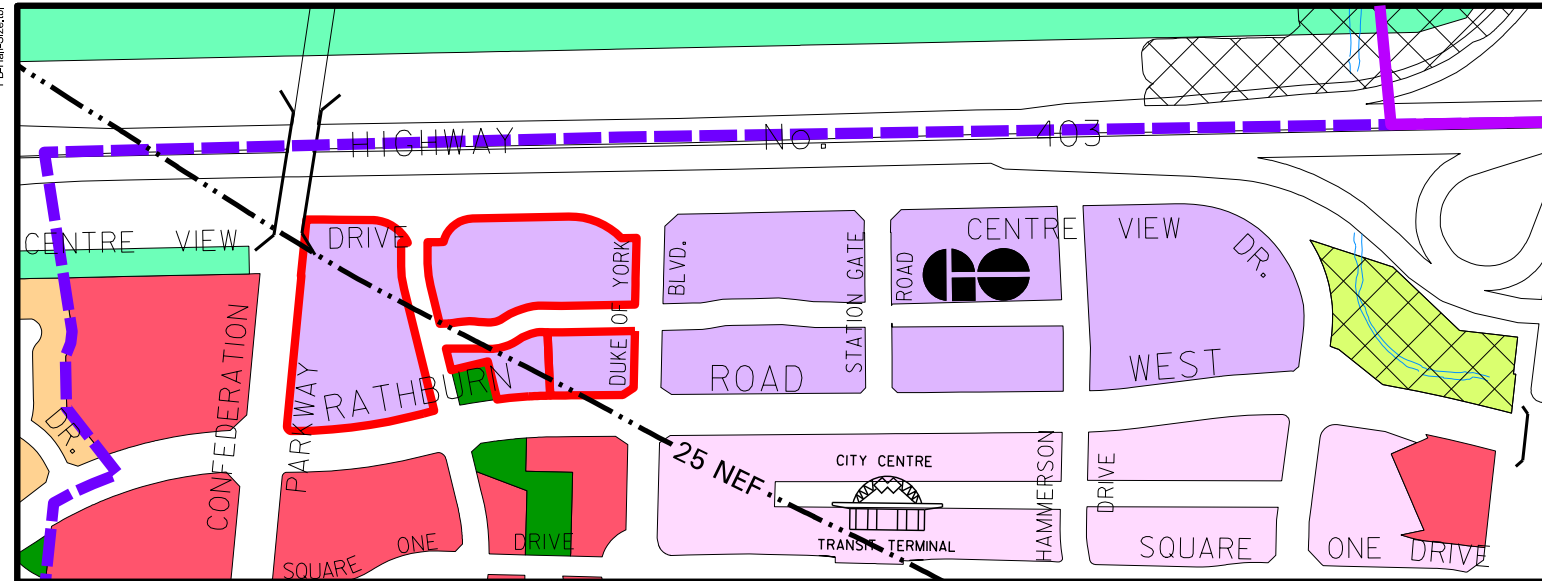 HIGHWAY No. 403
CENTRE VIEW DRIVE
CENTRE VIEW DR.
DUKE OF YORK BLVD.
STATION GATE ROAD
GO
CONFEDERATION PARKWAY
RATHBURN ROAD WEST
DR.
25 NEF
CITY CENTRE
TRANSIT TERMINAL
HAMMERSON DRIVE
SQUARE ONE DRIVE
SQUARE ONE DRIVE